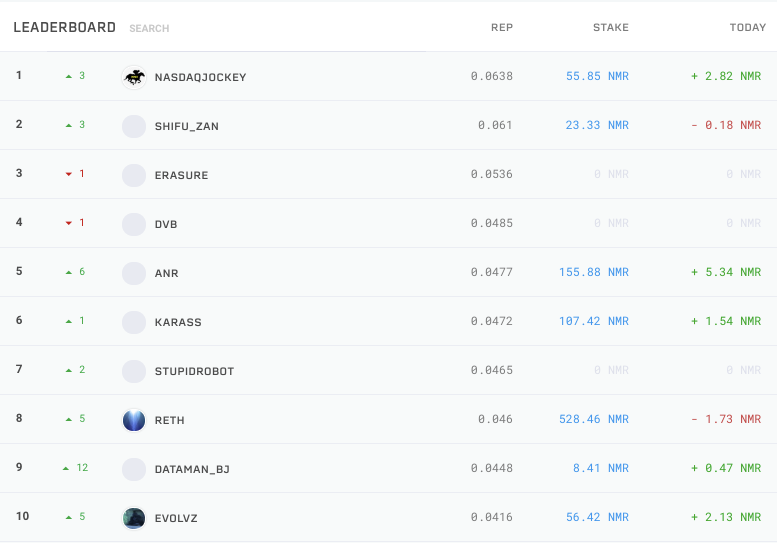 LEADERBOARD SEARCH REP STAKE TODAY
1 3 NASDAQJOCKEY 0.0638 55.85 NMR + 2.82 NMR
2 3 SHIFU_ZAN 0.061 23.33 NMR - 0.18 NMR
3 1 ERASURE 0.0536 0 NMR 0 NMR
4 1 DVB 0.0485 0 NMR 0 NMR
5 6 ANR 0.0477 155.88 NMR + 5.34 NMR
6 1 KARASS 0.0472 107.42 NMR + 1.54 NMR
7 2 STUPIDROBOT 0.0465 0 NMR 0 NMR
8 5 RETH 0.046 528.46 NMR - 1.73 NMR
9 12 DATAMAN_BJ 0.0448 8.41 NMR + 0.47 NMR
10 5 EVOLVZ 0.0416 56.42 NMR + 2.13 NMR